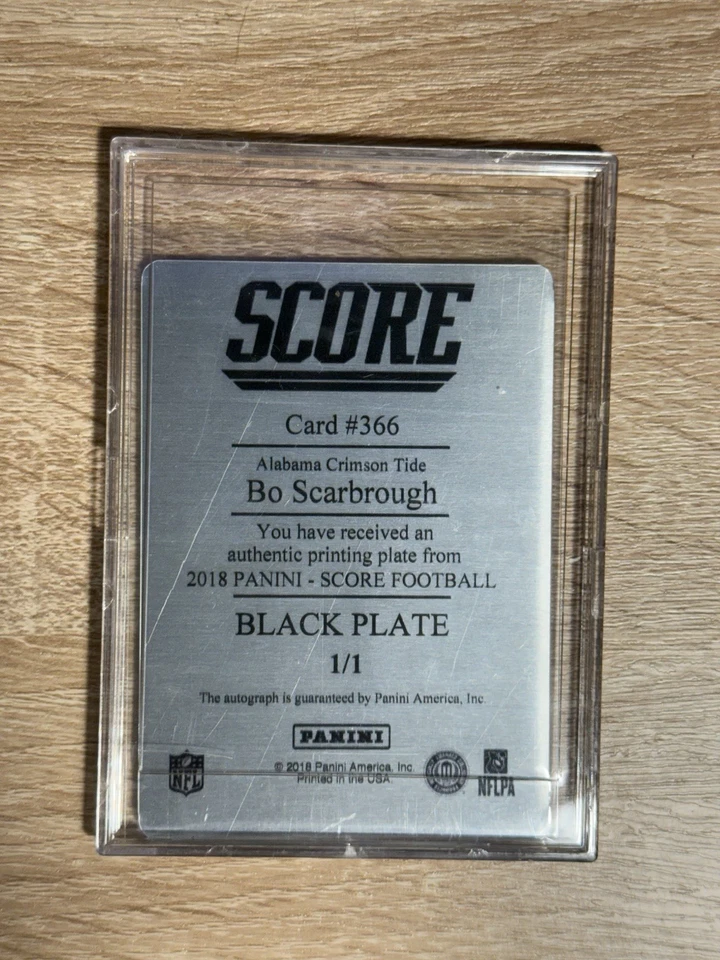 SCORE
Card #366
Alabama Crimson Tide
Bo Scarbrough
You have received an
authentic printing plate from
2018 PANINI - SCORE FOOTBALL
BLACK PLATE
1/1
The autograph is guaranteed by Panini America, Inc.
PANINI
NFL
© 2018 Panini America, Inc.
Printed in the USA.
NFLPA